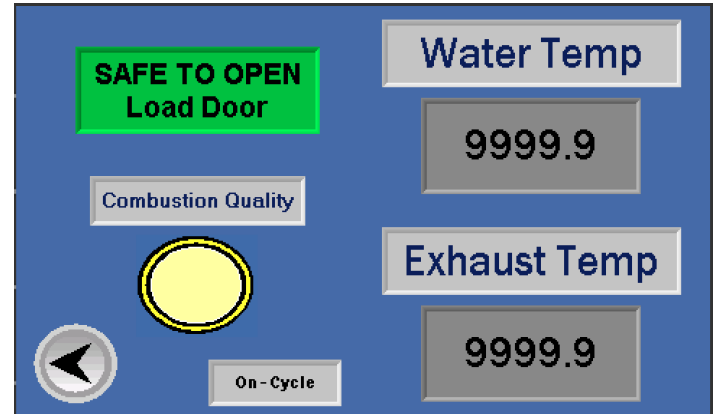 SAFE TO OPEN
Load Door
Water Temp
9999.9
Combustion Quality
Exhaust Temp
9999.9
On-Cycle